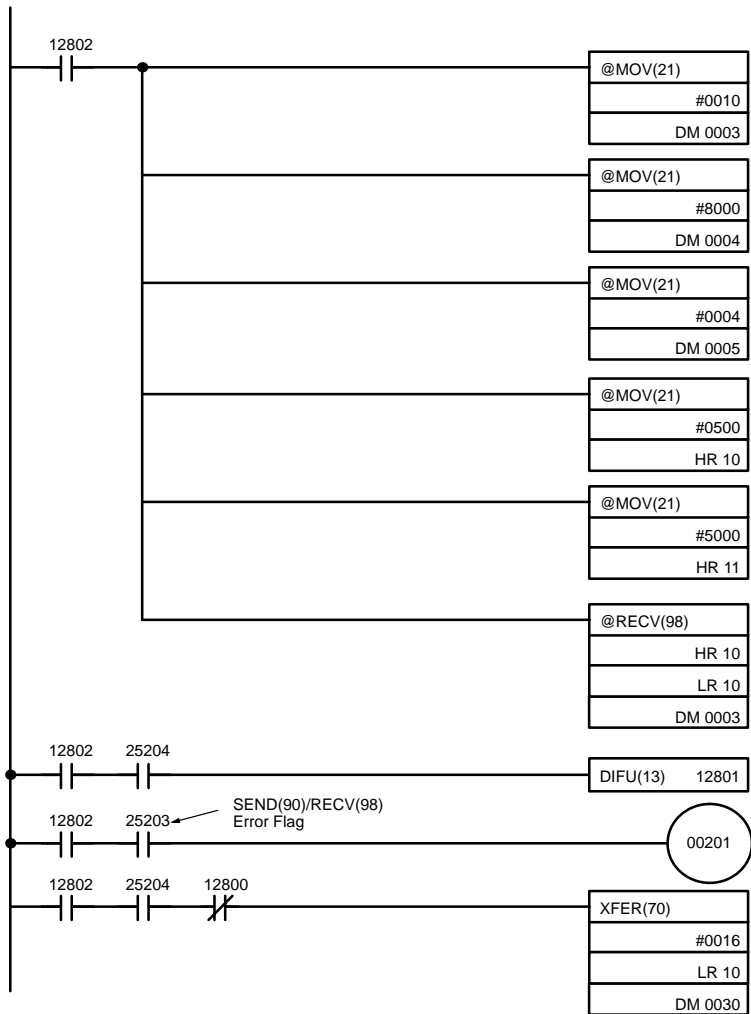 12802
@MOV(21)
#0010
DM 0003
@MOV(21)
#8000
DM 0004
@MOV(21)
#0004
DM 0005
@MOV(21)
#0500
HR 10
@MOV(21)
#5000
HR 11
@RECV(98)
HR 10
LR 10
DM 0003
12802 25204
DIFU(13) 12801
12802 25203 SEND(90)/RECV(98)
Error Flag
00201
12802 25204 12800
XFER(70)
#0016
LR 10
DM 0030